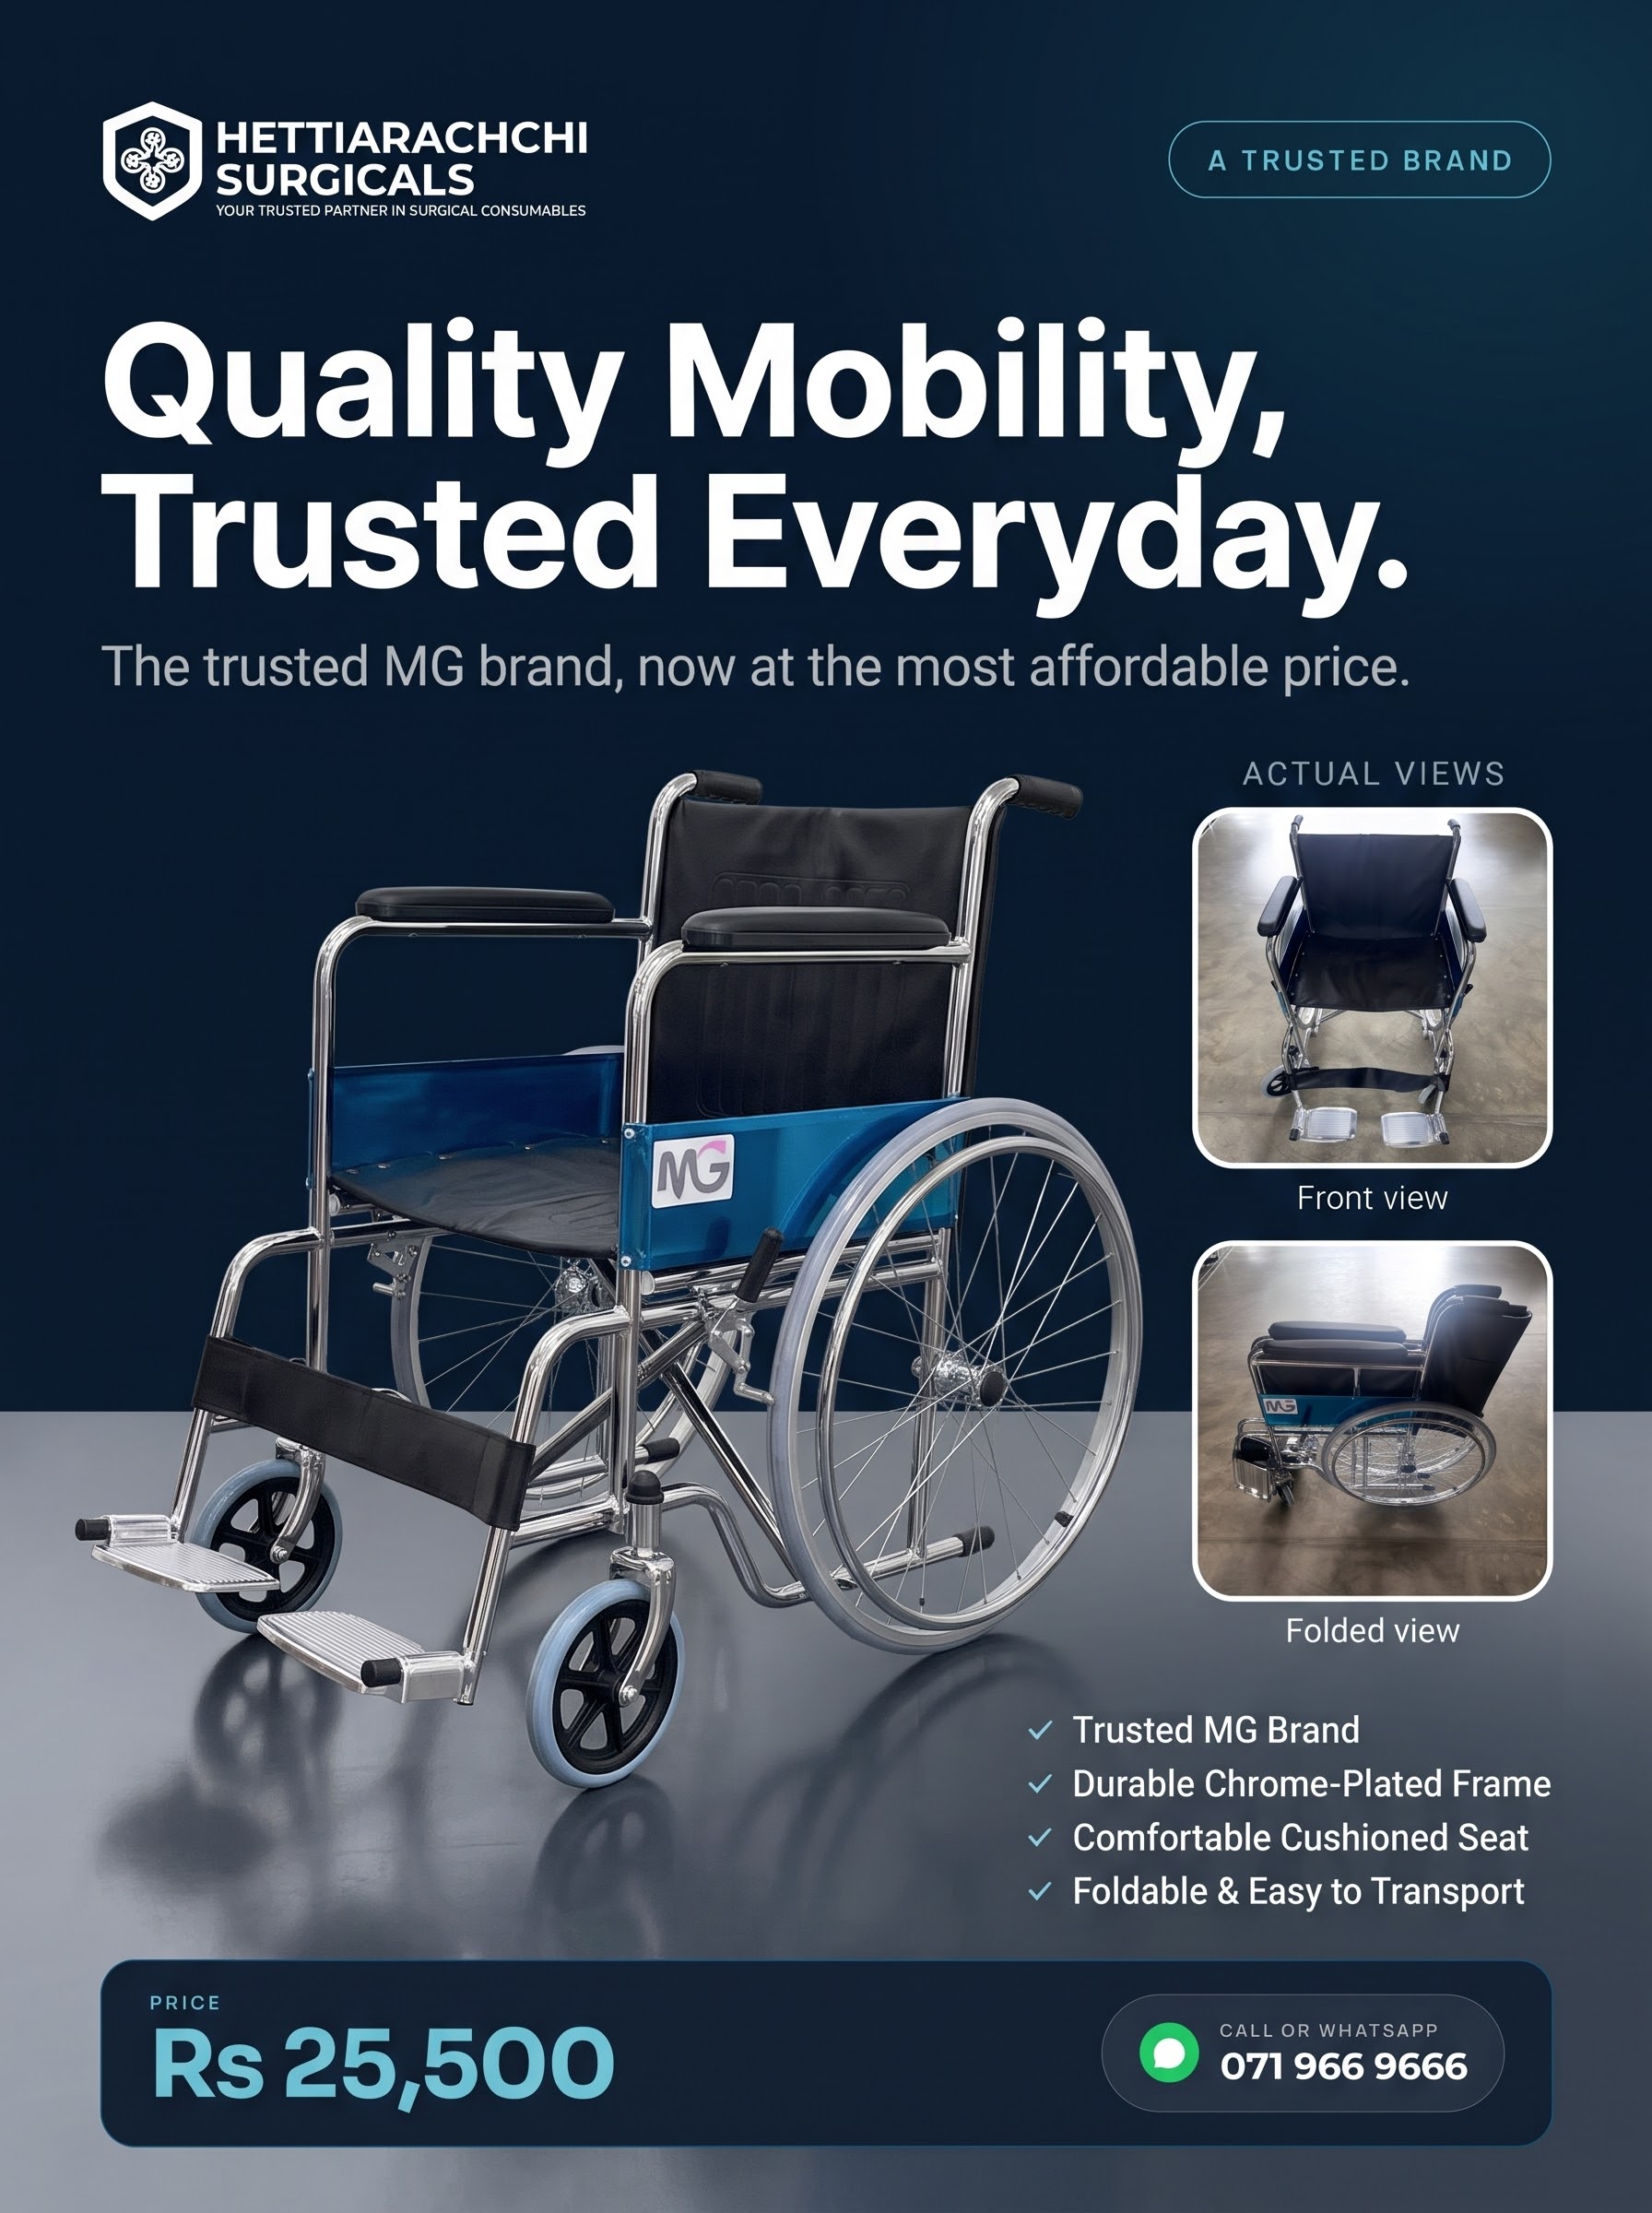 HETTIARACHCHI
SURGICALS
YOUR TRUSTED PARTNER IN SURGICAL CONSUMABLES
A TRUSTED BRAND
Quality Mobility,
Trusted Everyday.
The trusted MG brand, now at the most affordable price.
ACTUAL VIEWS
MG
Front view
MG
Folded view
Trusted MG Brand
Durable Chrome-Plated Frame
Comfortable Cushioned Seat
Foldable & Easy to Transport
PRICE
Rs 25,500
CALL OR WHATSAPP
071 966 9666